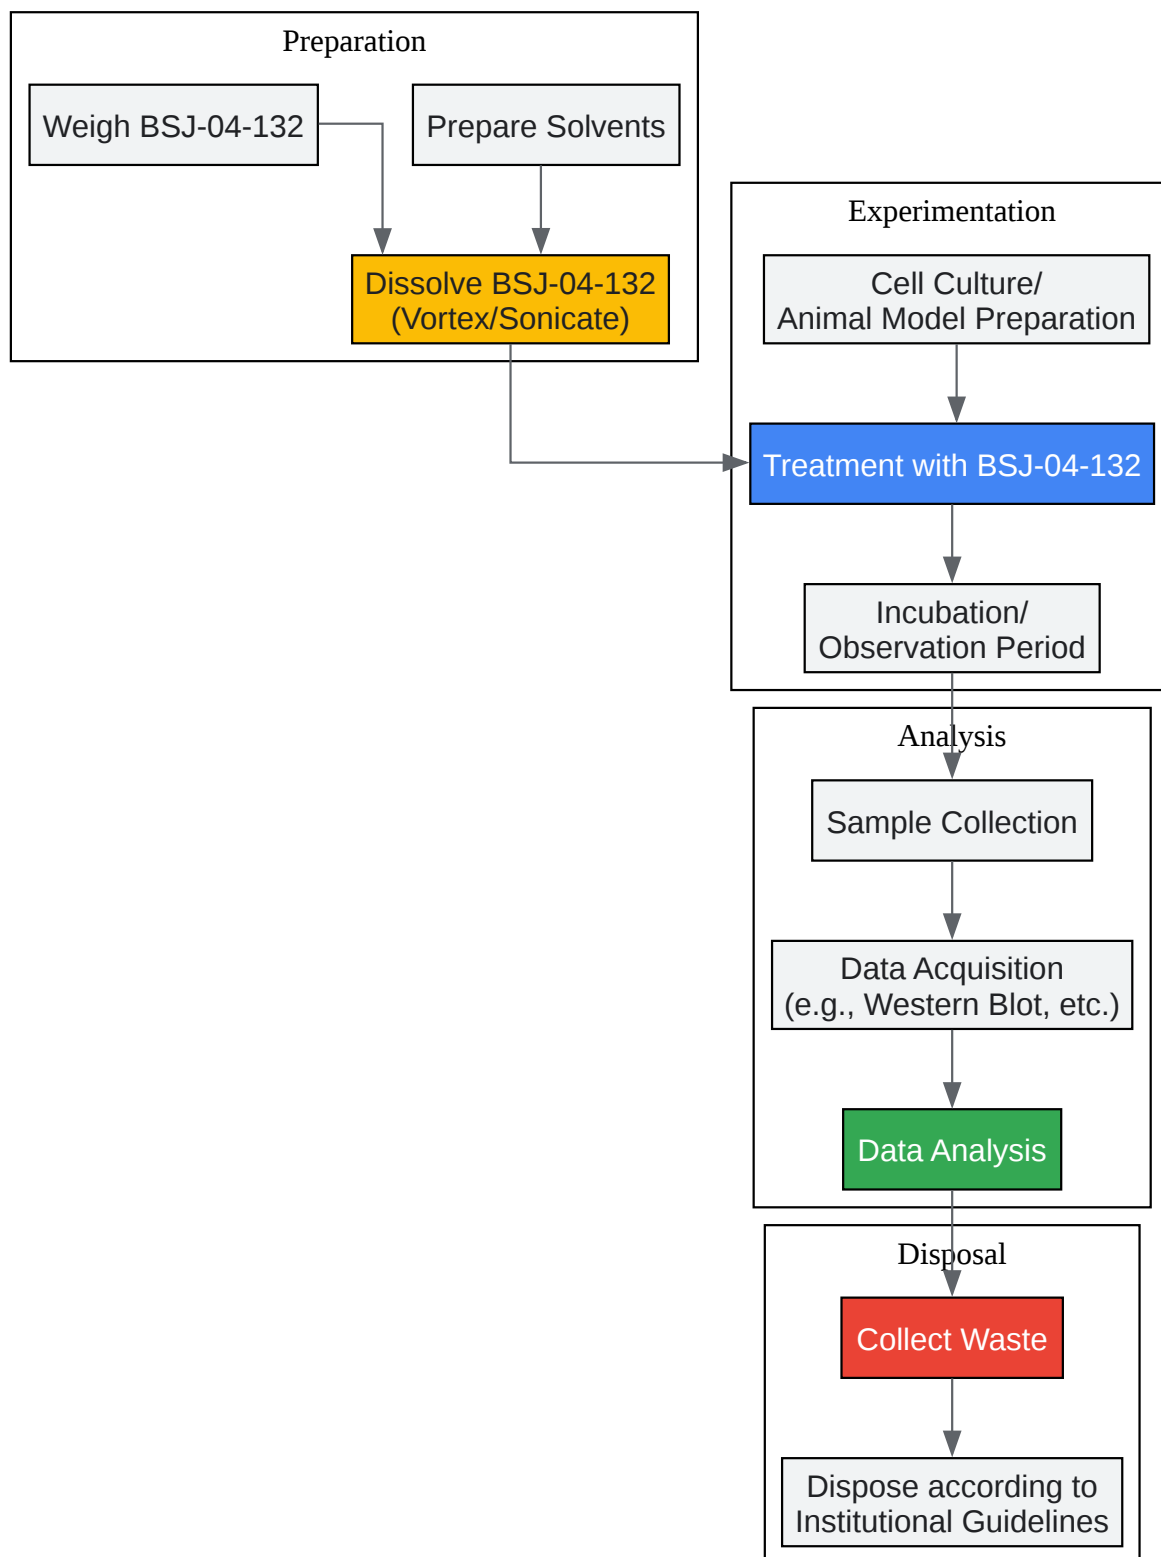 Preparation
Weigh BSJ-04-132
Prepare Solvents
Dissolve BSJ-04-132
(Vortex/Sonicate)
Experimentation
Cell Culture/
Animal Model Preparation
Treatment with BSJ-04-132
Incubation/
Observation Period
Analysis
Sample Collection
Data Acquisition
(e.g., Western Blot, etc.)
Data Analysis
Disposal
Collect Waste
Dispose according to
Institutional Guidelines